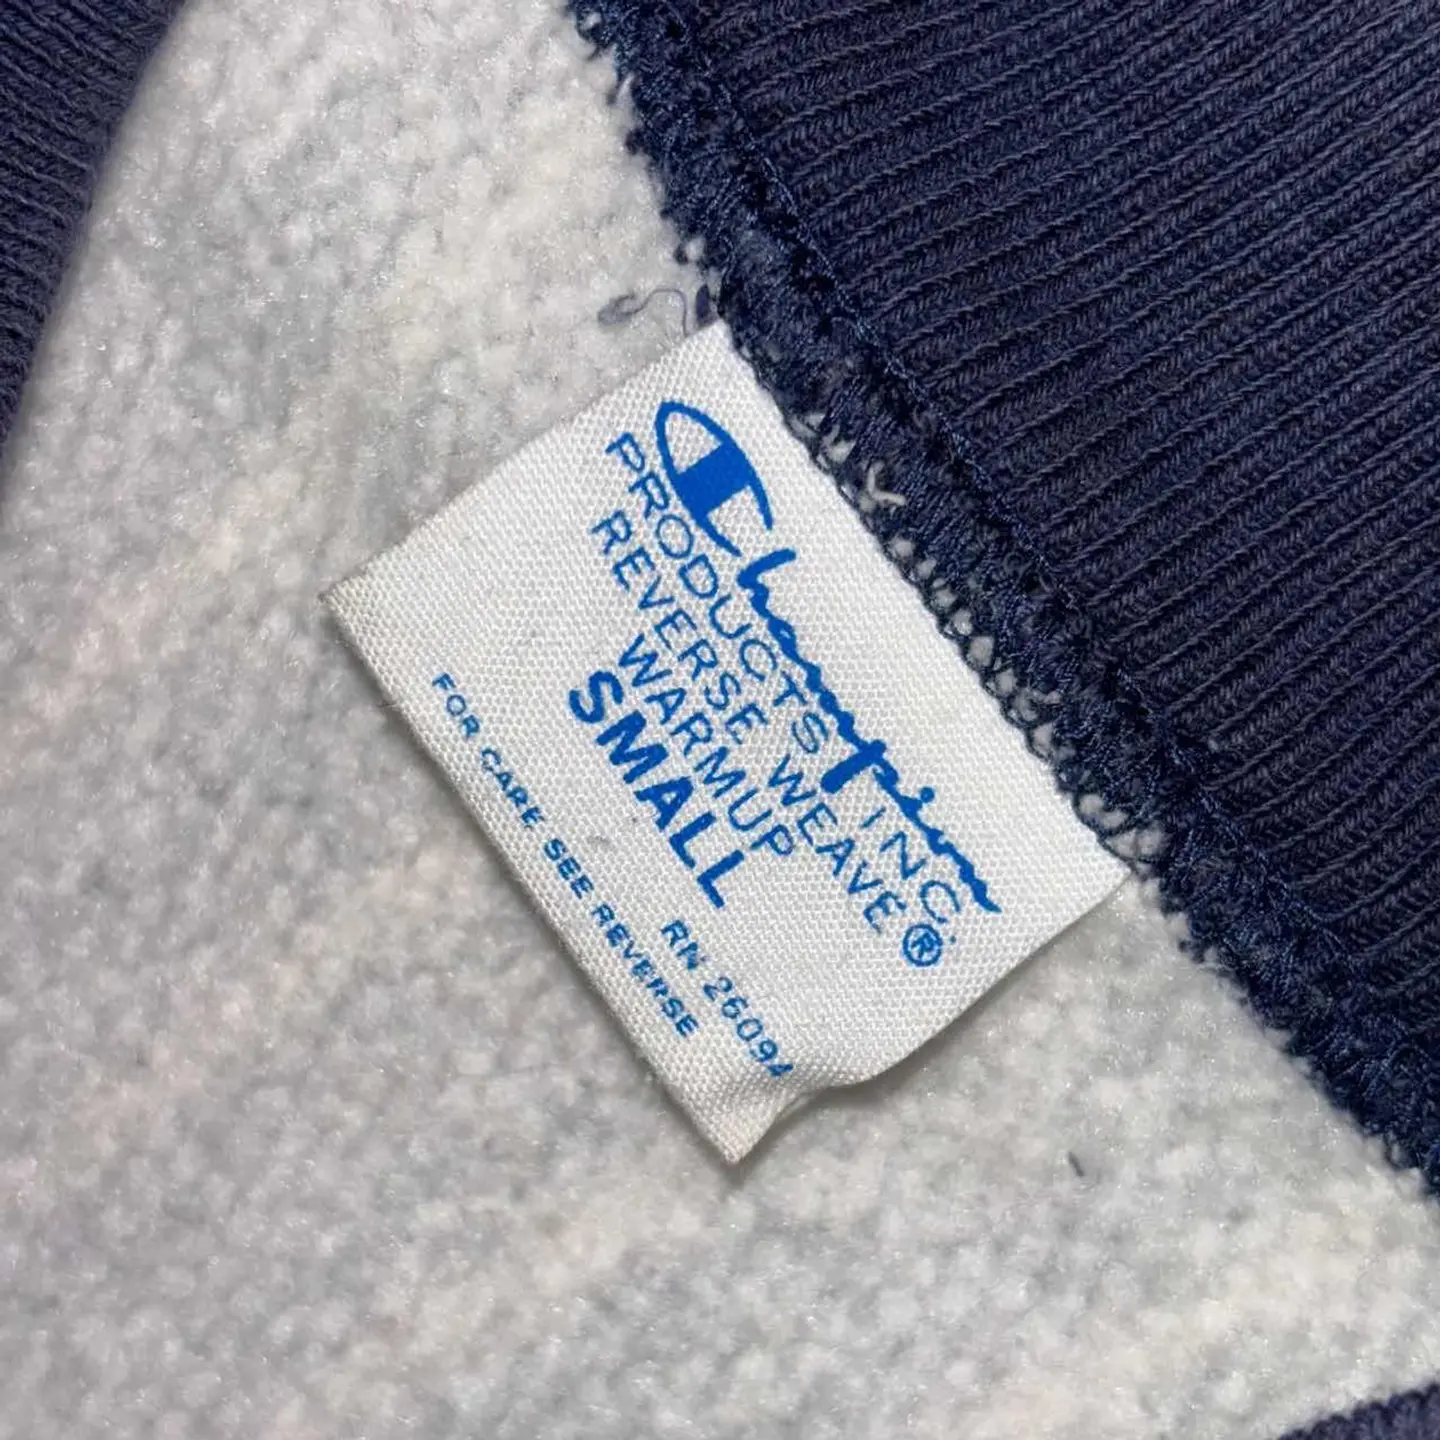 Champion
PRODUCTS INC.
REVERSE WEAVE®
WARMUP
SMALL
RN 26094
FOR CARE SEE REVERSE